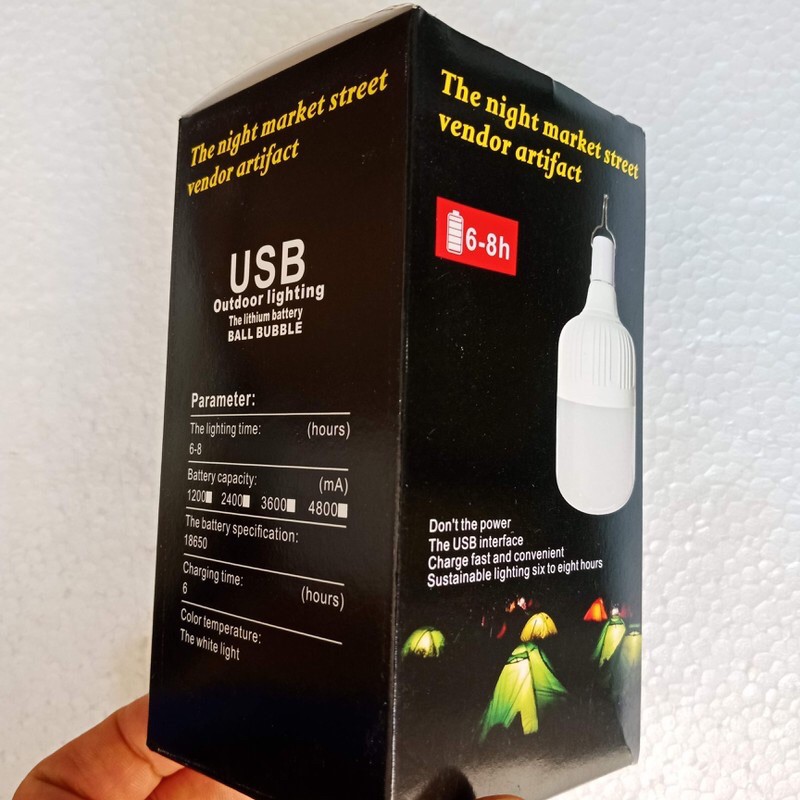 The night market street
vendor artifact
USB
Outdoor lighting
The lithium battery
BALL BUBBLE
Parameter:
The lighting time: (hours)
6-8
Battery capacity: (mA)
1200 2400 3600 4800
The battery specification:
18650
Charging time:
6 (hours)
Color temperature:
The white light
The night market street
vendor artifact
6-8h
Don't the power
The USB interface
Charge fast and convenient
Sustainable lighting six to eight hours